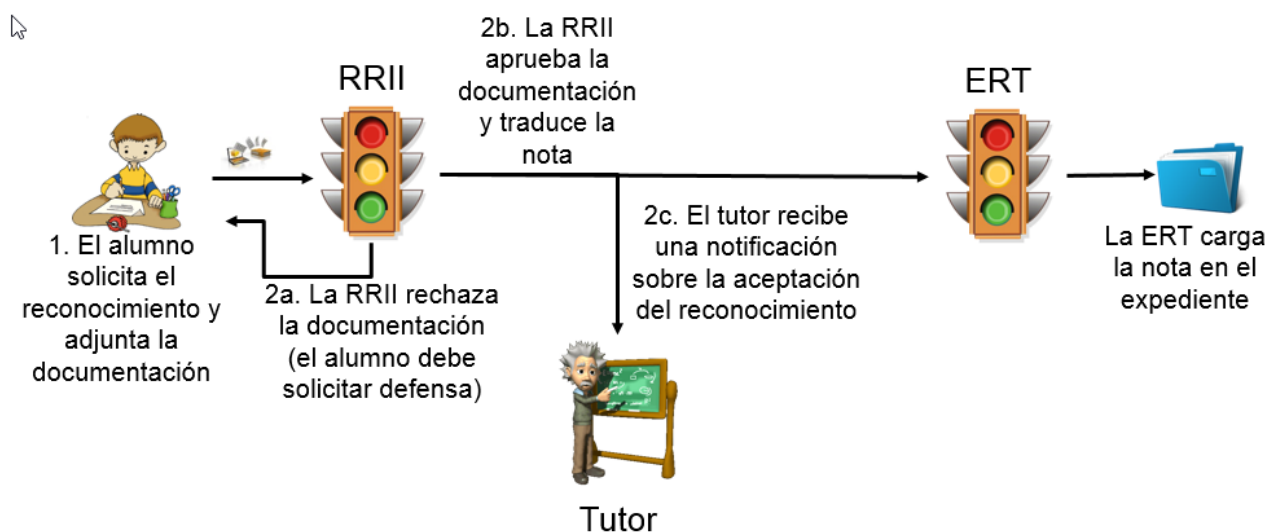 RRII
2b. La RRII
aprueba la
documentación
y traduce la
nota
ERT
1. El alumno
solicita el
reconocimiento y
adjunta la
documentación
2a. La RRII rechaza
la documentación
(el alumno debe
solicitar defensa)
2c. El tutor recibe
una notificación
sobre la aceptación
del reconocimiento
La ERT carga
la nota en el
expediente
Tutor